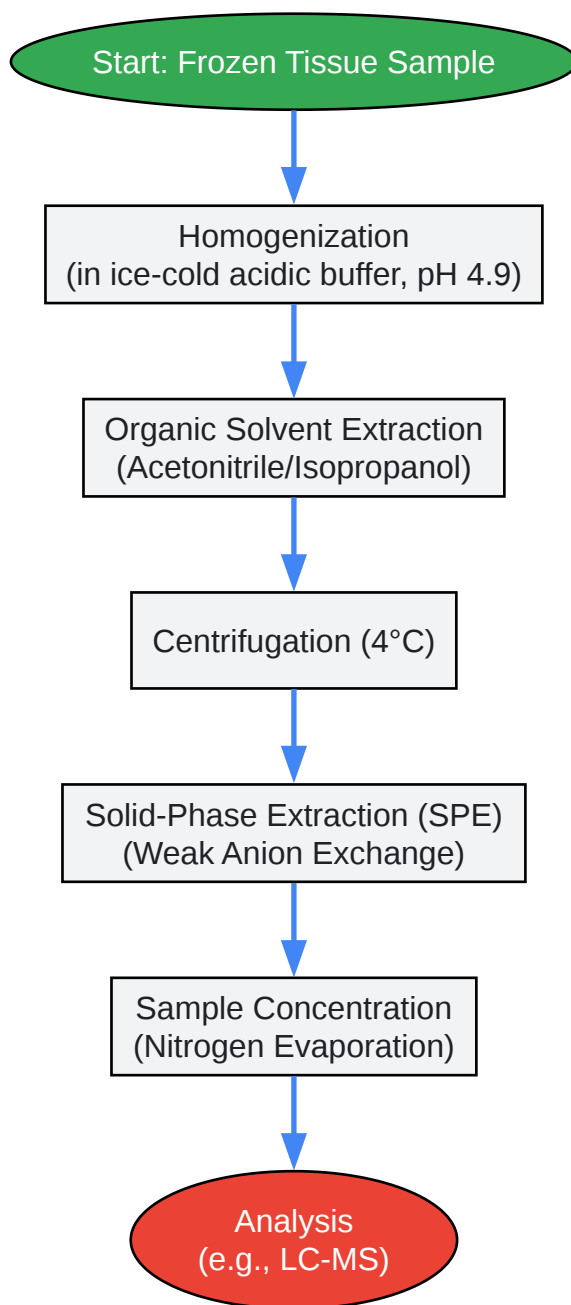 Start: Frozen Tissue Sample
Homogenization
(in ice-cold acidic buffer, pH 4.9)
Organic Solvent Extraction
(Acetonitrile/Isopropanol)
Centrifugation (4°C)
Solid-Phase Extraction (SPE)
(Weak Anion Exchange)
Sample Concentration
(Nitrogen Evaporation)
Analysis
(e.g., LC-MS)